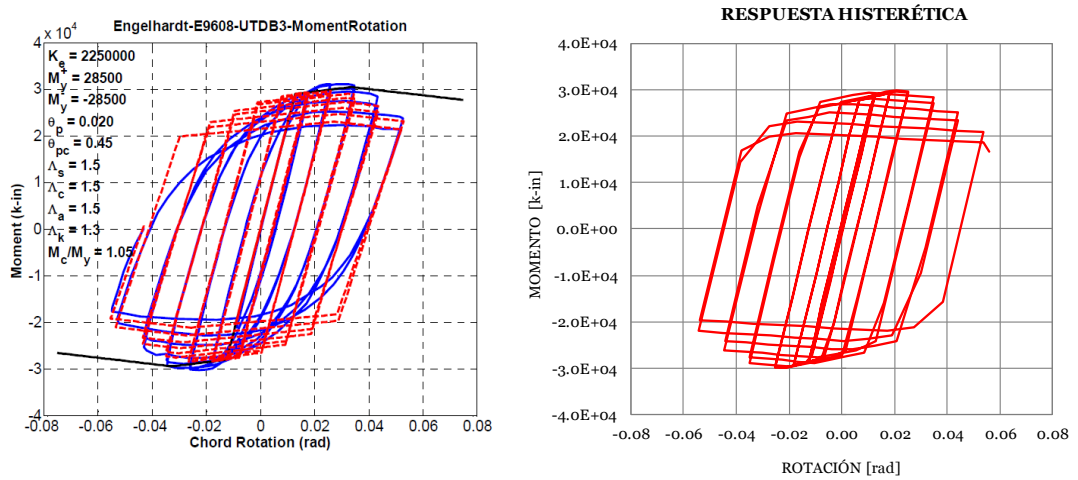 Engelhardt-E9608-UTDB3-MomentRotation
4 x 10⁴
3
2
1
0
-1
-2
-3
-4
Moment (k-in)
K_e = 2250000
M_y^+ = 28500
M_y^- = -28500
θ_p = 0.020
θ_pc = 0.45
Λ_s = 1.5
Λ_c = 1.5
Λ_a = 1.5
Λ_k = 1.3
M_c/M_y = 1.05
-0.08 -0.06 -0.04 -0.02 0 0.02 0.04 0.06 0.08
Chord Rotation (rad)
RESPUESTA HISTERÉTICA
4.0E+04
3.0E+04
2.0E+04
1.0E+04
0.0E+00
-1.0E+04
-2.0E+04
-3.0E+04
-4.0E+04
MOMENTO [k-in]
-0.08 -0.06 -0.04 -0.02 0.00 0.02 0.04 0.06 0.08
ROTACIÓN [rad]